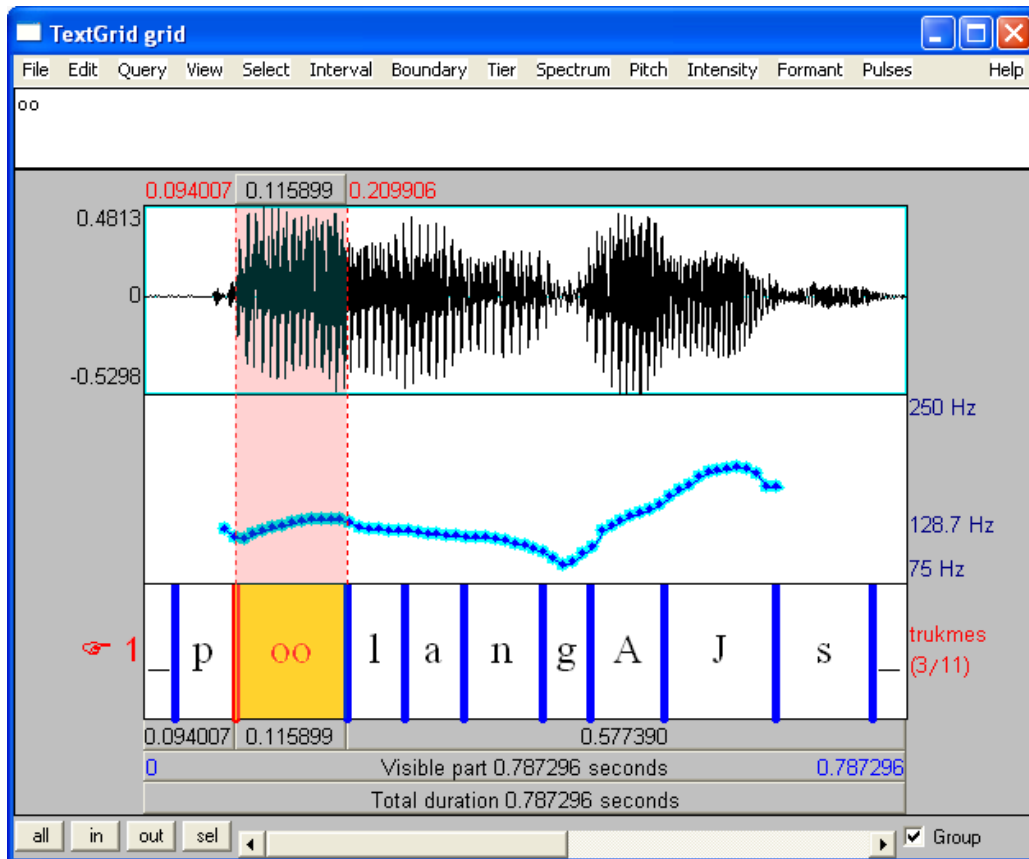 TextGrid grid
File Edit Query View Select Interval Boundary Tier Spectrum Pitch Intensity Formant Pulses Help
oo
0.094007 0.115899 0.209906
0.4813
0
-0.5298
250 Hz
128.7 Hz
75 Hz
1 _ p oo l a n g A J s _ trukmes
(3/11)
0.094007 0.115899 0.577390
0 Visible part 0.787296 seconds 0.787296
Total duration 0.787296 seconds
all in out sel Group